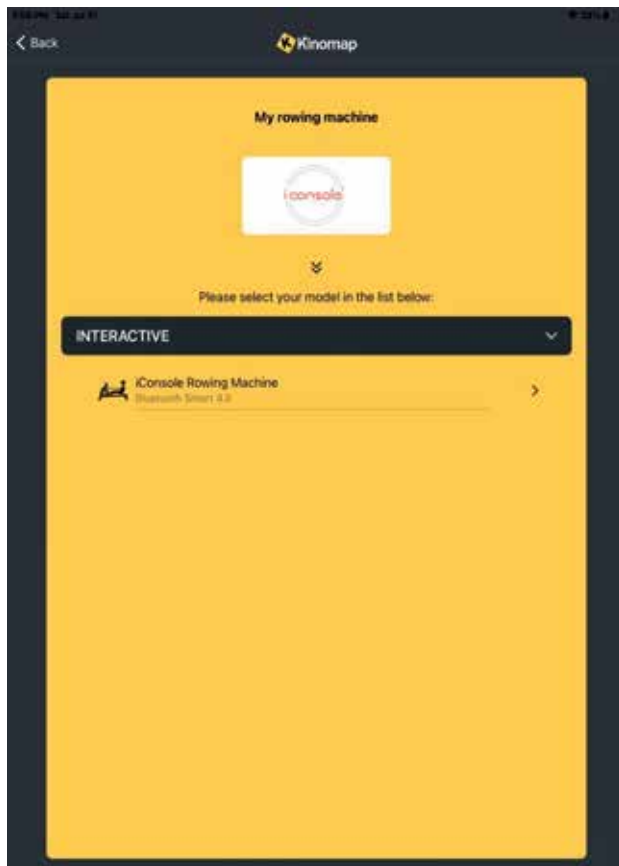 Back
Kinomap
My rowing machine
i consola
Please select your model in the list below:
INTERACTIVE
iConsole Rowing Machine
Bluetooth Smart 4.0